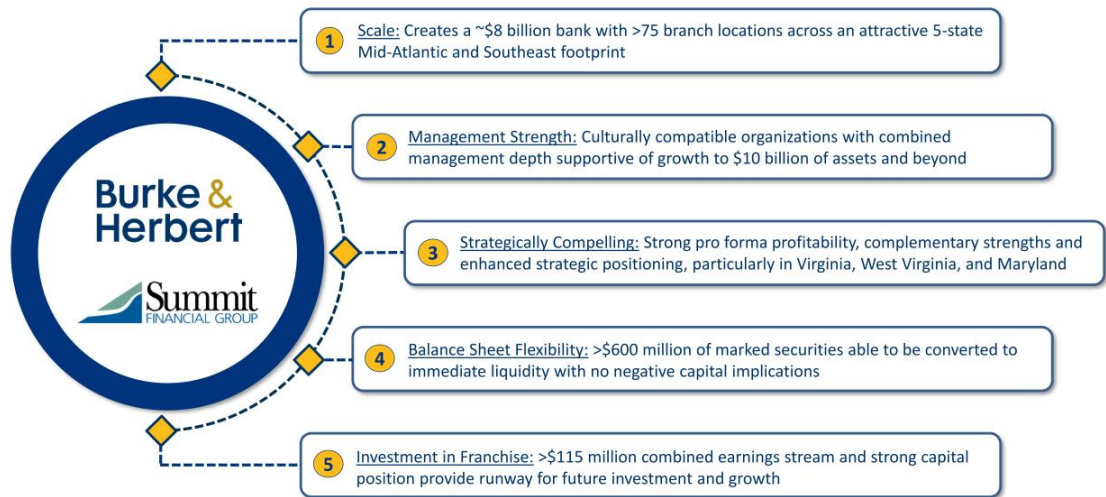 1
Scale: Creates a ~$8 billion bank with >75 branch locations across an attractive 5-state
Mid-Atlantic and Southeast footprint
2
Management Strength: Culturally compatible organizations with combined
management depth supportive of growth to $10 billion of assets and beyond
Burke &
Herbert
Summit
FINANCIAL GROUP
3
Strategically Compelling: Strong pro forma profitability, complementary strengths and
enhanced strategic positioning, particularly in Virginia, West Virginia, and Maryland
4
Balance Sheet Flexibility: >$600 million of marked securities able to be converted to
immediate liquidity with no negative capital implications
5
Investment in Franchise: >$115 million combined earnings stream and strong capital
position provide runway for future investment and growth